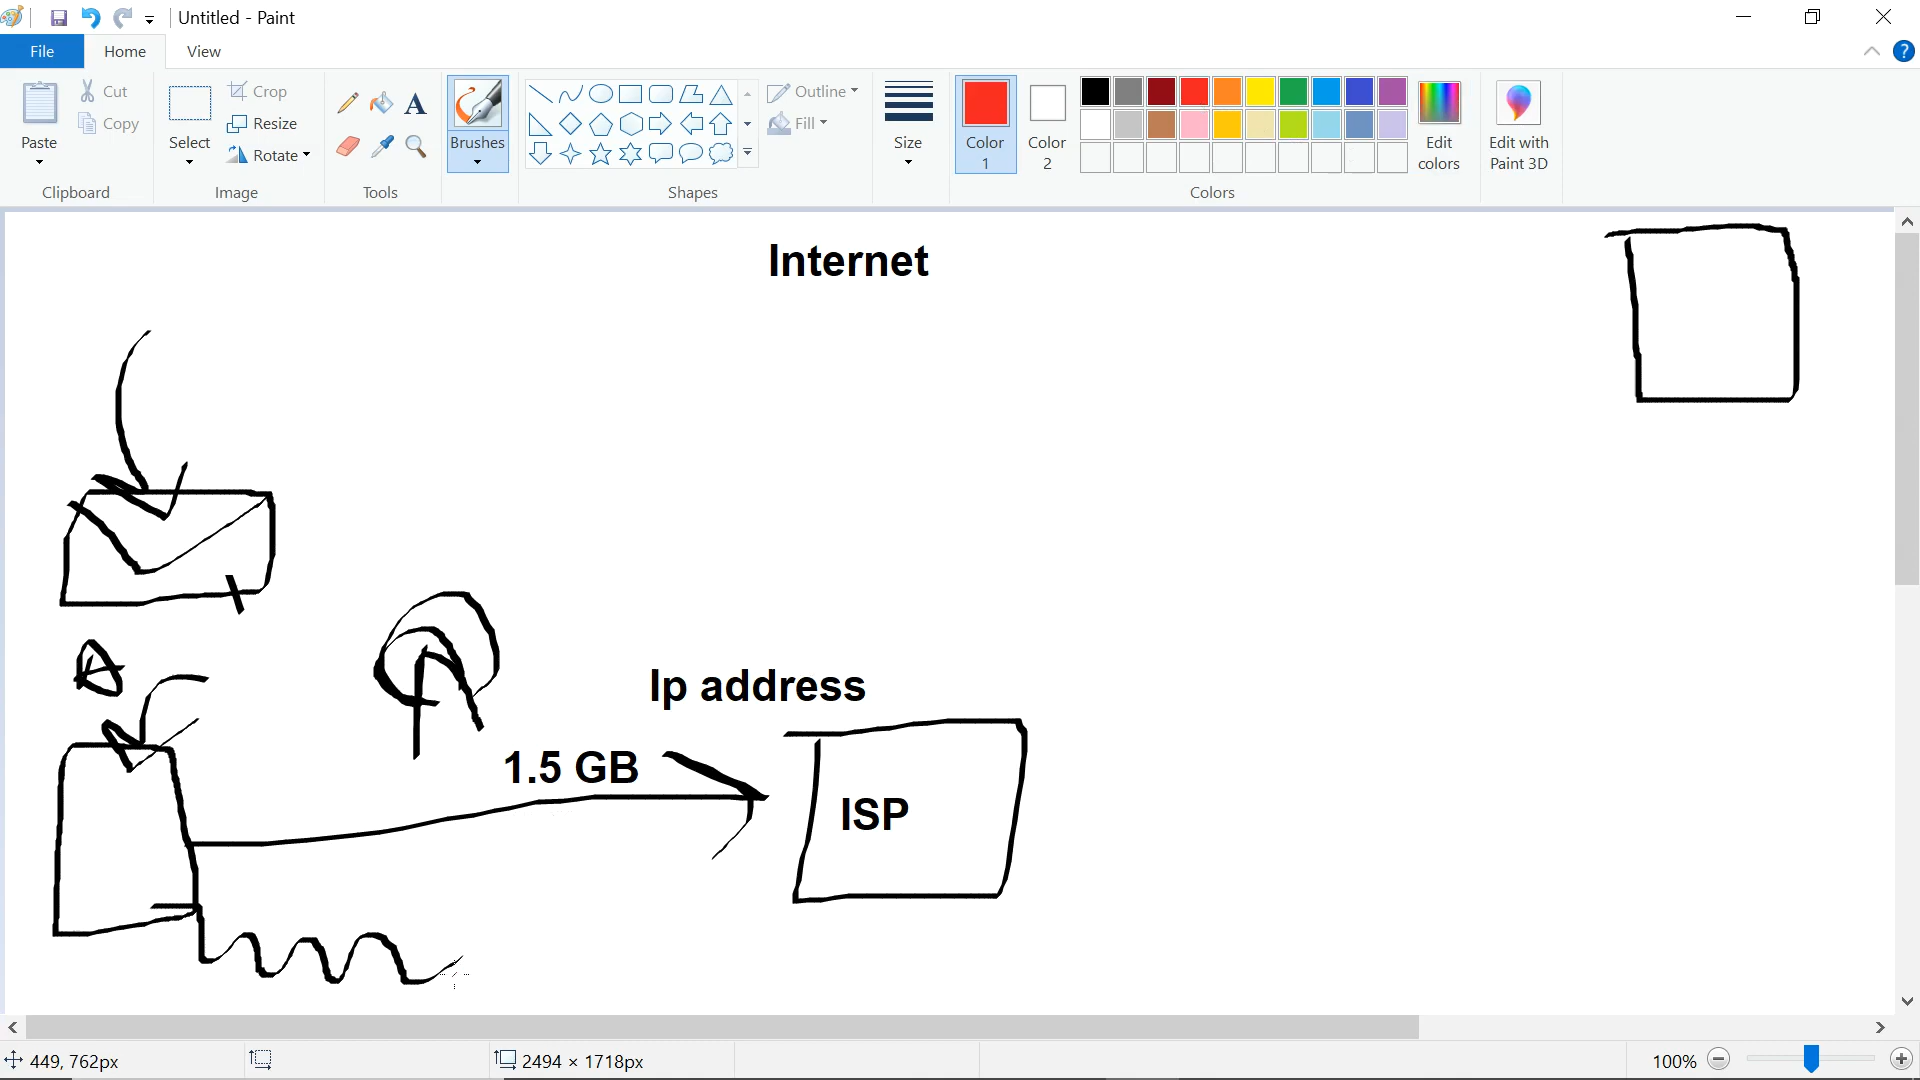 Untitled - Paint
File
Home
View
?
Paste
Cut
Copy
Clipboard
Select
Crop
Resize
Rotate
Image
A
Tools
Brushes
Shapes
Outline
Fill
Size
Color 1
Color 2
Colors
Edit colors
Edit with Paint 3D
Internet
Ip address
1.5 GB
ISP
449, 762px
2494 × 1718px
100%